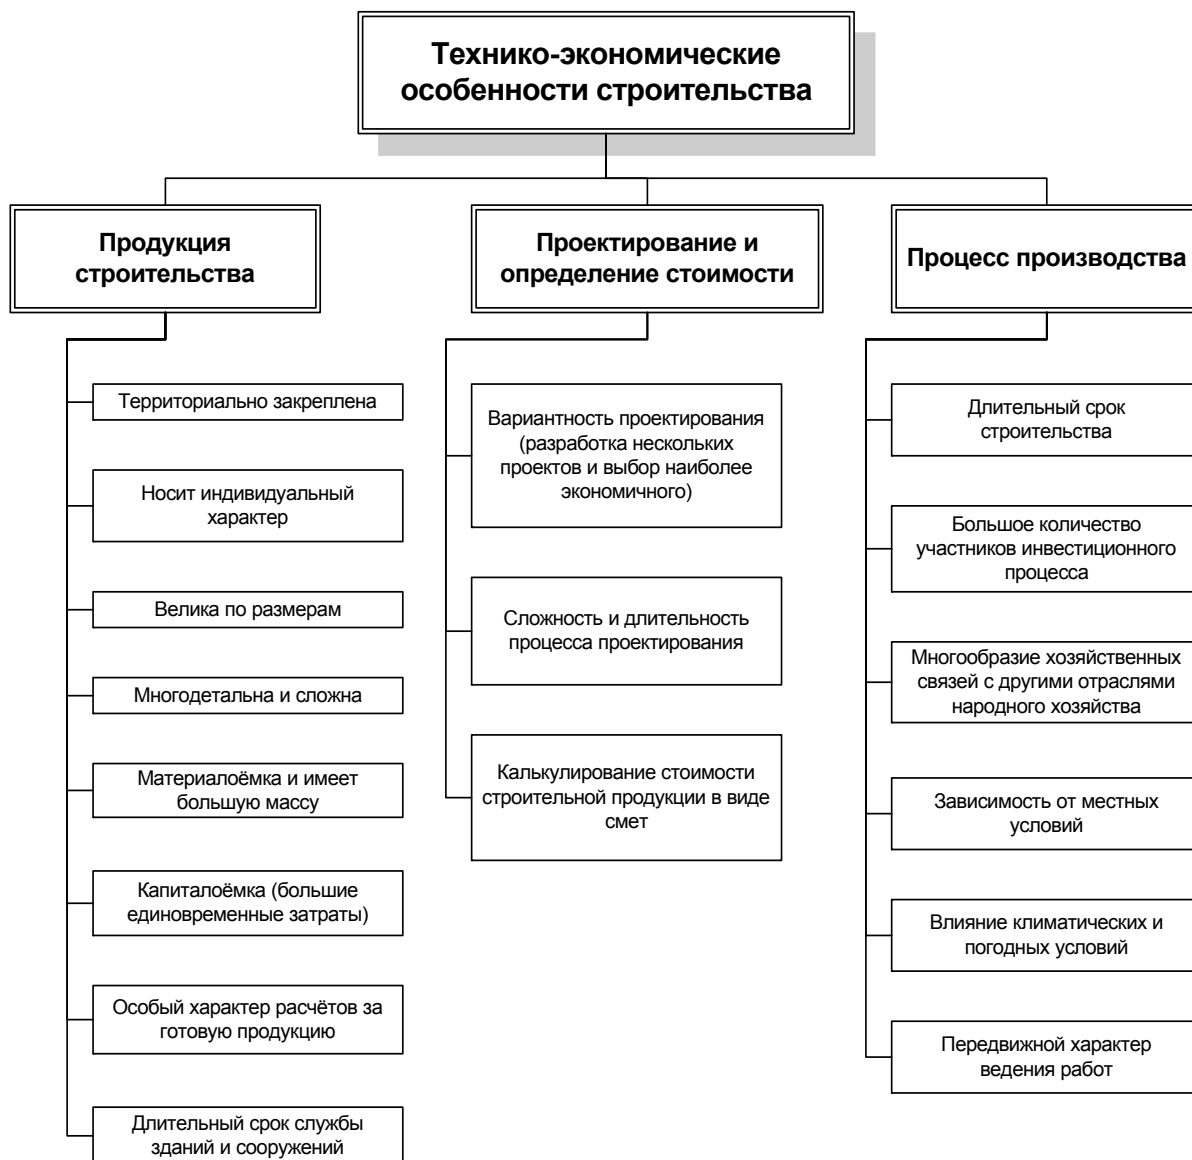 Технико-экономические
особенности строительства
Продукция
строительства
Территориально закреплена
Носит индивидуальный
характер
Велика по размерам
Многодетальна и сложна
Материалоёмка и имеет
большую массу
Капиталоёмка (большие
единовременные затраты)
Особый характер расчётов за
готовую продукцию
Длительный срок службы
зданий и сооружений
Проектирование и
определение стоимости
Вариантность проектирования
(разработка нескольких
проектов и выбор наиболее
экономичного)
Сложность и длительность
процесса проектирования
Калькулирование стоимости
строительной продукции в виде
смет
Процесс производства
Длительный срок
строительства
Большое количество
участников инвестиционного
процесса
Многообразие хозяйственных
связей с другими отраслями
народного хозяйства
Зависимость от местных
условий
Влияние климатических и
погодных условий
Передвижной характер
ведения работ